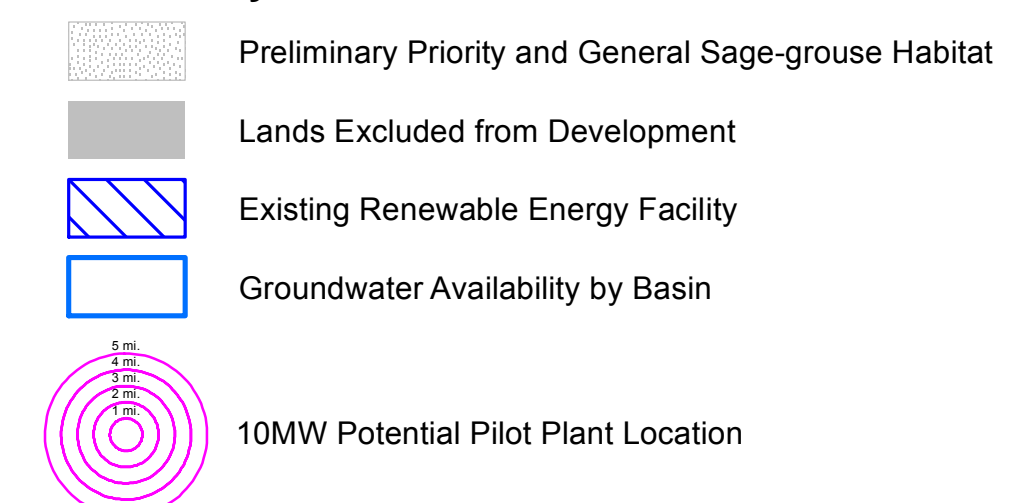 Preliminary Priority and General Sage-grouse Habitat
Lands Excluded from Development
Existing Renewable Energy Facility
Groundwater Availability by Basin
5 mi.
4 mi.
3 mi.
2 mi.
1 mi.
10MW Potential Pilot Plant Location